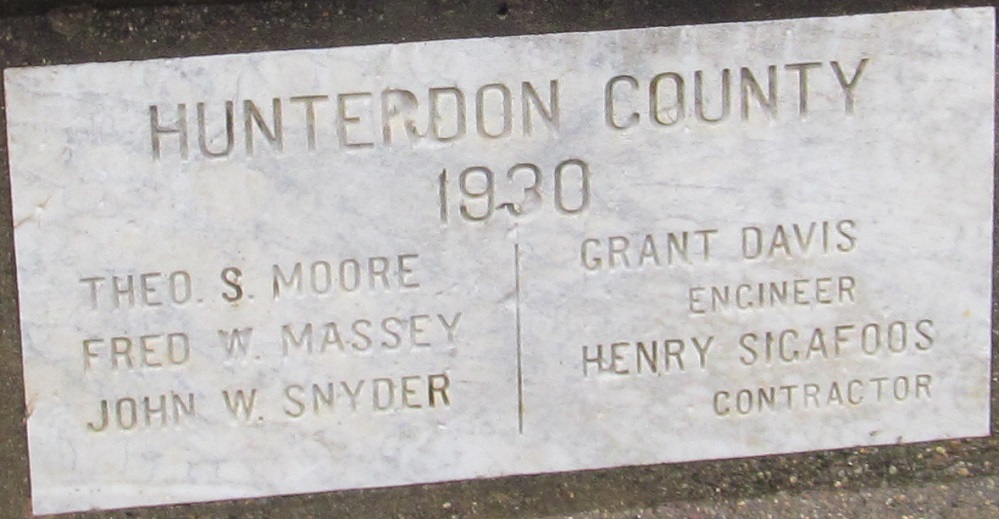 HUNTERDON COUNTY
1930
THEO. S. MOORE
FRED W. MASSEY
JOHN W. SNYDER
GRANT DAVIS
ENGINEER
HENRY SIGAFOOS
CONTRACTOR